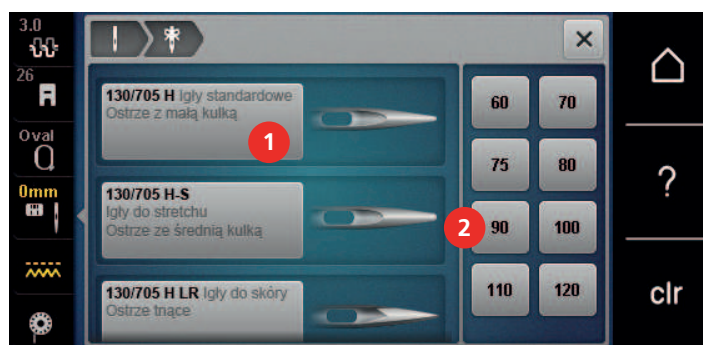 3.0
26
Oval
0mm
130/705 H Igły standardowe
Ostrze z małą kulką
1
130/705 H-S
Igły do stretchu
Ostrze ze średnią kulką
130/705 H LR Igły do skóry
Ostrze tnące
60 70
75 80
2
90 100
110 120
?
clr